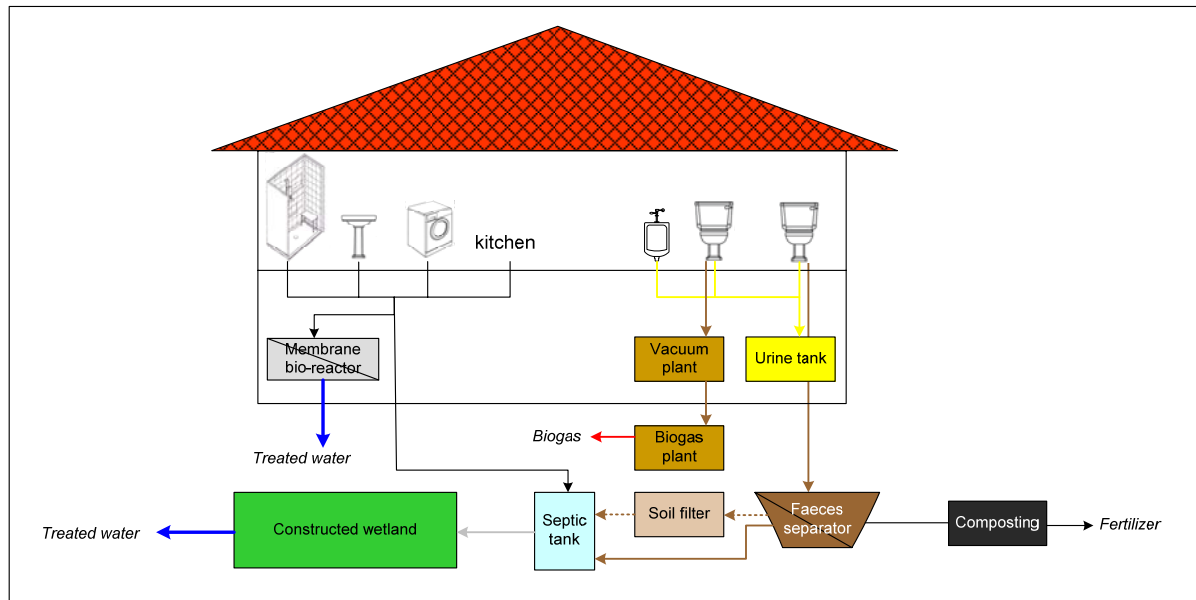 kitchen
Membrane
bio-reactor
Vacuum
plant
Urine tank
Treated water
Biogas
Biogas
plant
Treated water
Constructed wetland
Septic
tank
Soil filter
Faeces
separator
Composting
Fertilizer